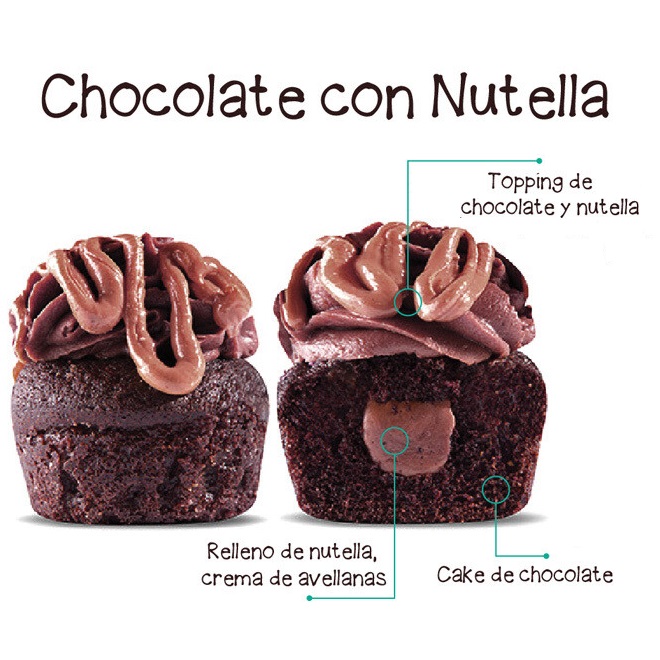 Chocolate con Nutella
Topping de
chocolate y nutella
Relleno de nutella,
crema de avellanas
Cake de chocolate